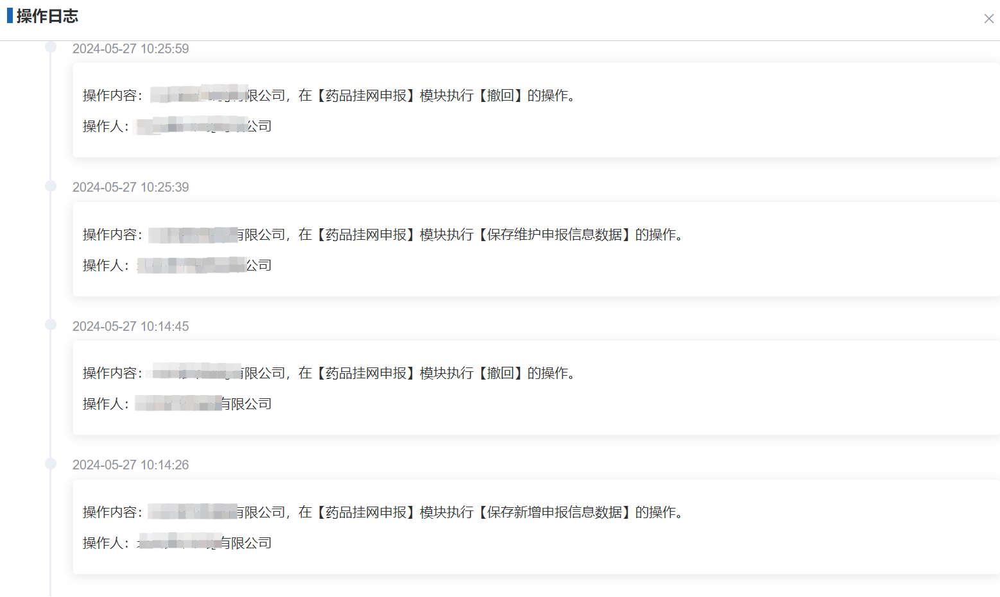 操作日志
2024-05-27 10:25:59
操作内容：限公司，在【药品挂网申报】模块执行【撤回】的操作。
操作人：公司
2024-05-27 10:25:39
操作内容：有限公司，在【药品挂网申报】模块执行【保存维护申报信息数据】的操作。
操作人：公司
2024-05-27 10:14:45
操作内容：有限公司，在【药品挂网申报】模块执行【撤回】的操作。
操作人：有限公司
2024-05-27 10:14:26
操作内容：有限公司，在【药品挂网申报】模块执行【保存新增申报信息数据】的操作。
操作人：有限公司